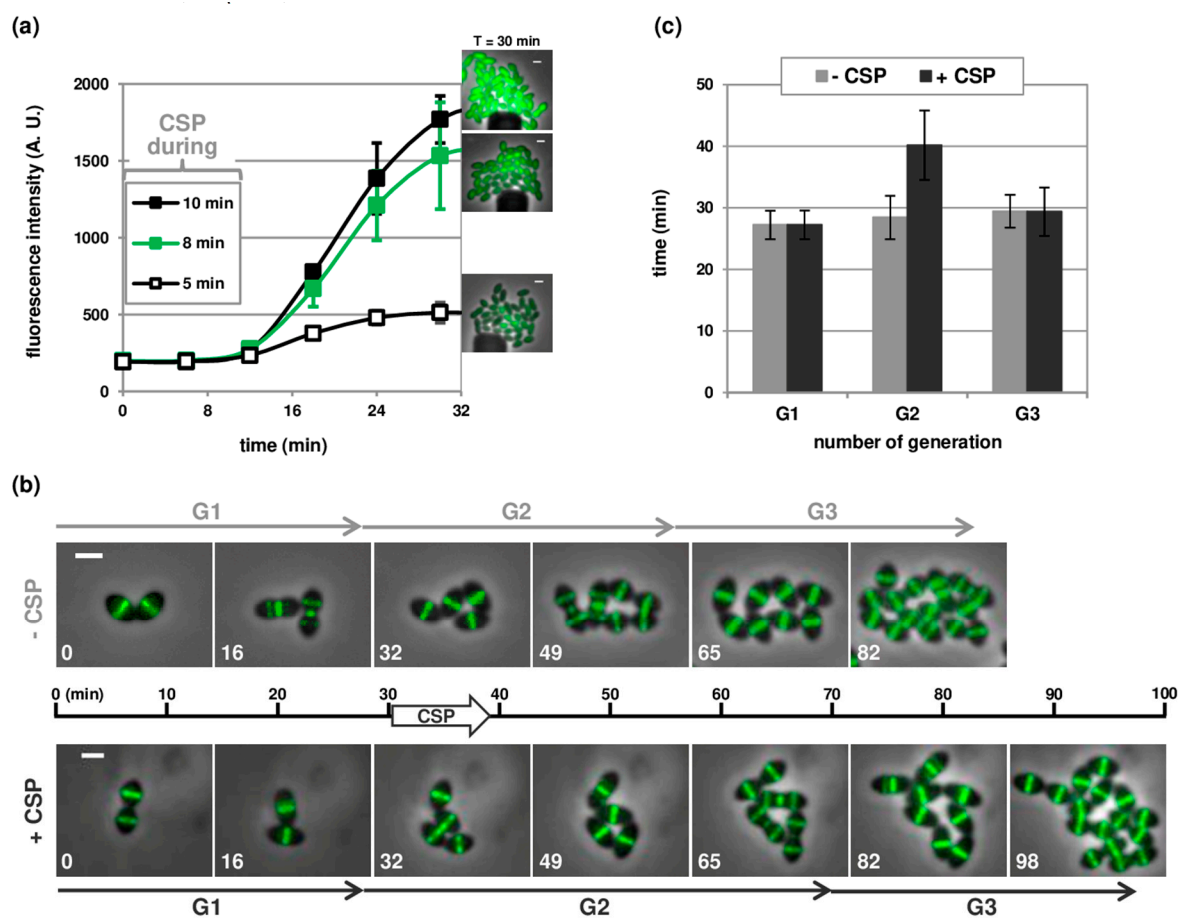 (a)
T = 30 min
2000
1500
1000
500
0
fluorescence intensity (A. U.)
CSP
during
10 min
8 min
5 min
0 8 16 24 32
time (min)
(c)
- CSP + CSP
50
40
30
20
10
0
time (min)
G1 G2 G3
number of generation
(b)
G1 G2 G3
- CSP
0 16 32 49 65 82
0 (min) 10 20 30 40 50 60 70 80 90 100
CSP
+ CSP
0 16 32 49 65 82 98
G1 G2 G3